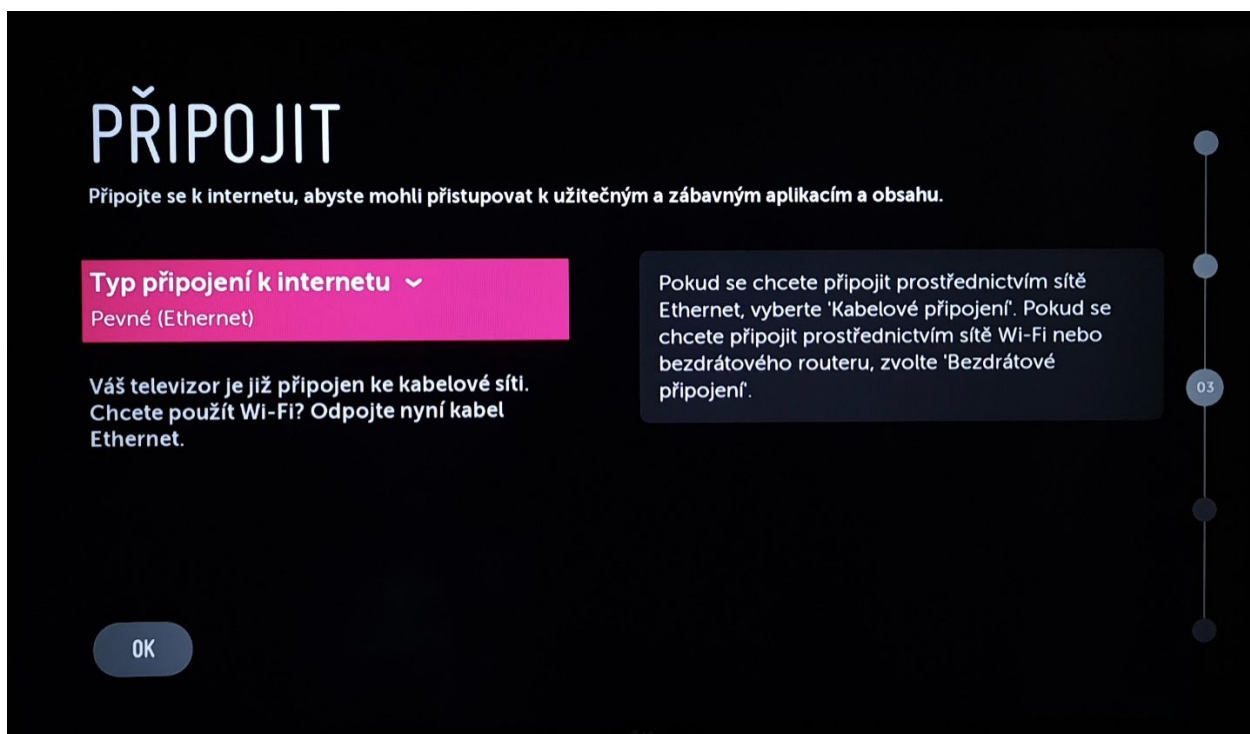 PŘIPOJIT
Připojte se k internetu, abyste mohli přistupovat k užitečným a zábavným aplikacím a obsahu.
Typ připojení k internetu
Pevné (Ethernet)
Váš televizor je již připojen ke kabelové síti.
Chcete použít Wi-Fi? Odpojte nyní kabel
Ethernet.
Pokud se chcete připojit prostřednictvím sítě
Ethernet, vyberte 'Kabelové připojení'. Pokud se
chcete připojit prostřednictvím sítě Wi-Fi nebo
bezdrátového routeru, zvolte 'Bezdrátové
připojení'.
03
OK